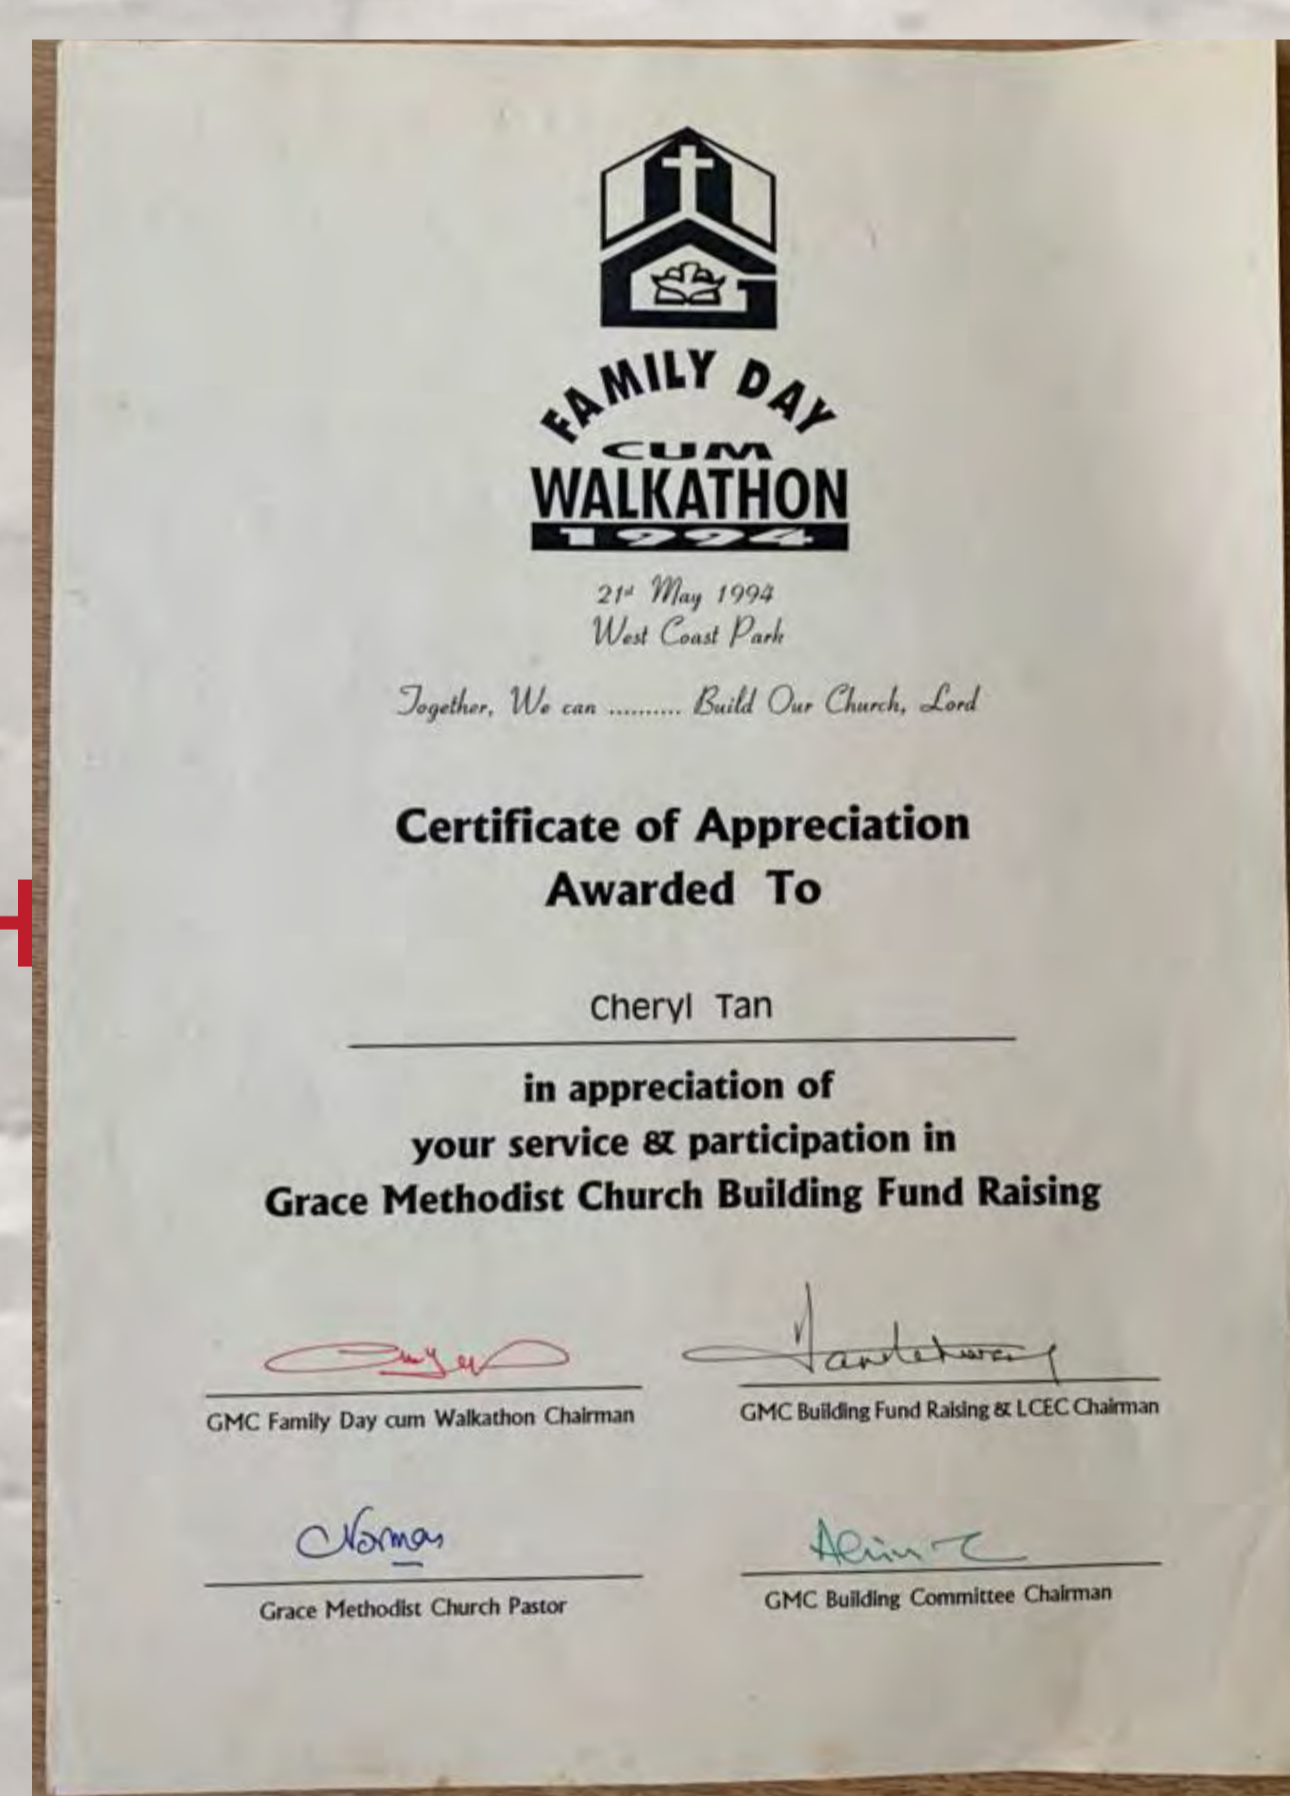 FAMILY DAY
CUM
WALKATHON
1994
21st May 1994
West Coast Park
Together, We can .......... Build Our Church, Lord
Certificate of Appreciation
Awarded To
Cheryl Tan
in appreciation of
your service & participation in
Grace Methodist Church Building Fund Raising
GMC Family Day cum Walkathon Chairman
GMC Building Fund Raising & LCEC Chairman
Norman
Grace Methodist Church Pastor
GMC Building Committee Chairman